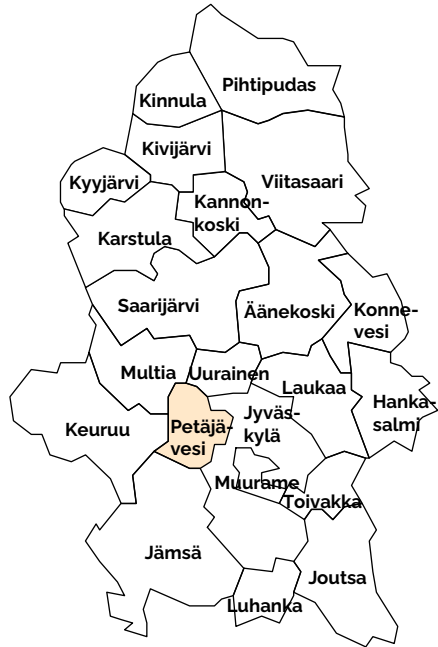 Pihtipudas
Kinnula
Kivijärvi
Kyyjärvi
Viitasaari
Kannon-
koski
Karstula
Saarijärvi
Äänekoski
Konne-
vesi
Multia
Uurainen
Laukaa
Hanka-
salmi
Keuruu
Petäjä-
vesi
Jyväs-
kylä
Muurame
Toivakka
Jämsä
Joutsa
Luhanka